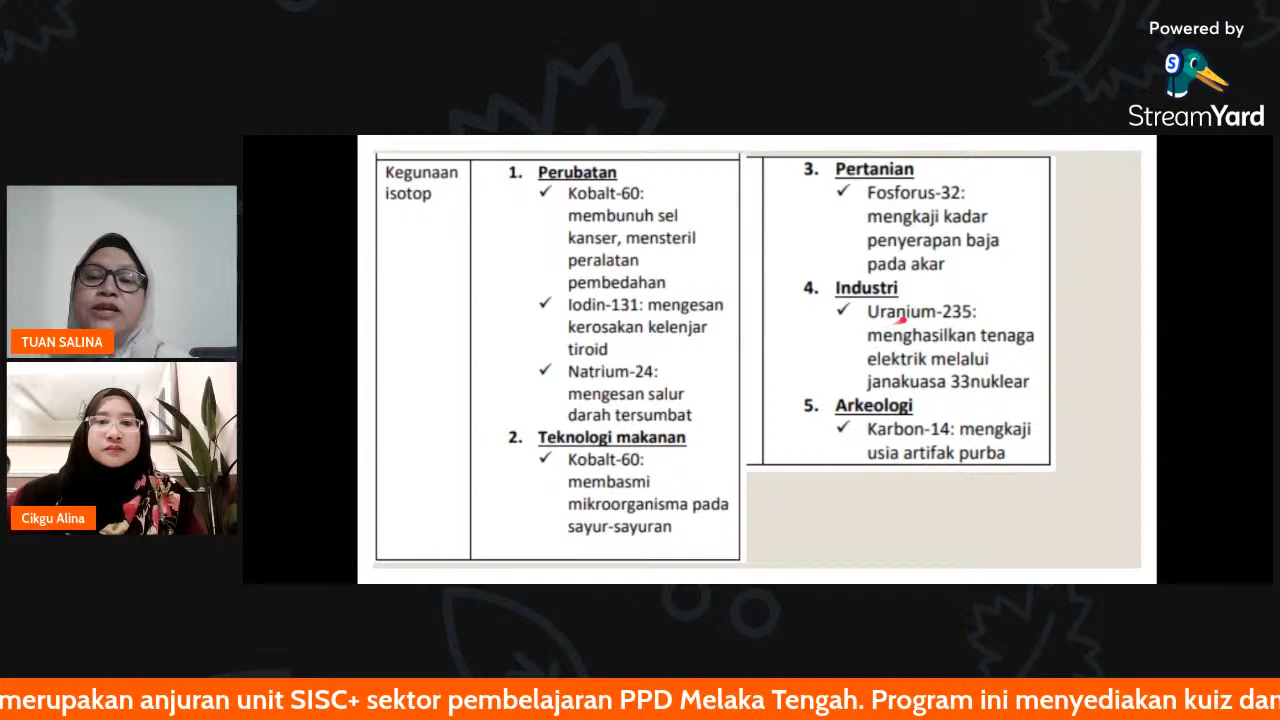 Powered by
StreamYard
Kegunaan
isotop
1. Perubatan
✓ Kobalt-60:
membunuh sel
kanser, mensteril
peralatan
pembedahan
✓ Iodin-131: mengesan
kerosakan kelenjar
tiroid
✓ Natrium-24:
mengesan salur
darah tersumbat
2. Teknologi makanan
✓ Kobalt-60:
membasmi
mikroorganisma pada
sayur-sayuran
3. Pertanian
✓ Fosforus-32:
mengkaji kadar
penyerapan baja
pada akar
4. Industri
✓ Uranium-235:
menghasilkan tenaga
elektrik melalui
janakuasa 33nuklear
5. Arkeologi
✓ Karbon-14: mengkaji
usia artifak purba
TUAN SALINA
Cikgu Alina
merupakan anjuran unit SISC+ sektor pembelajaran PPD Melaka Tengah. Program ini menyediakan kuiz dan